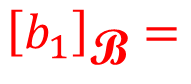 [b₁]𝓑 =